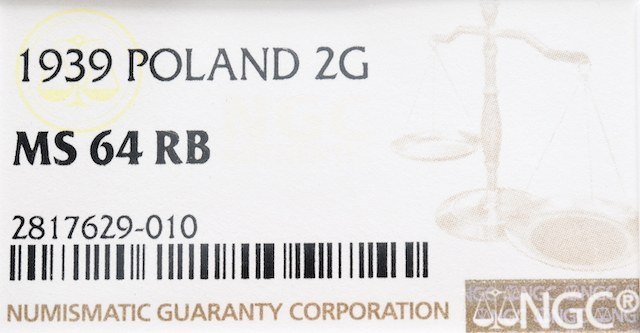 1939 POLAND 2G
MS 64 RB
2817629-010
NUMISMATIC GUARANTY CORPORATION
NGC®